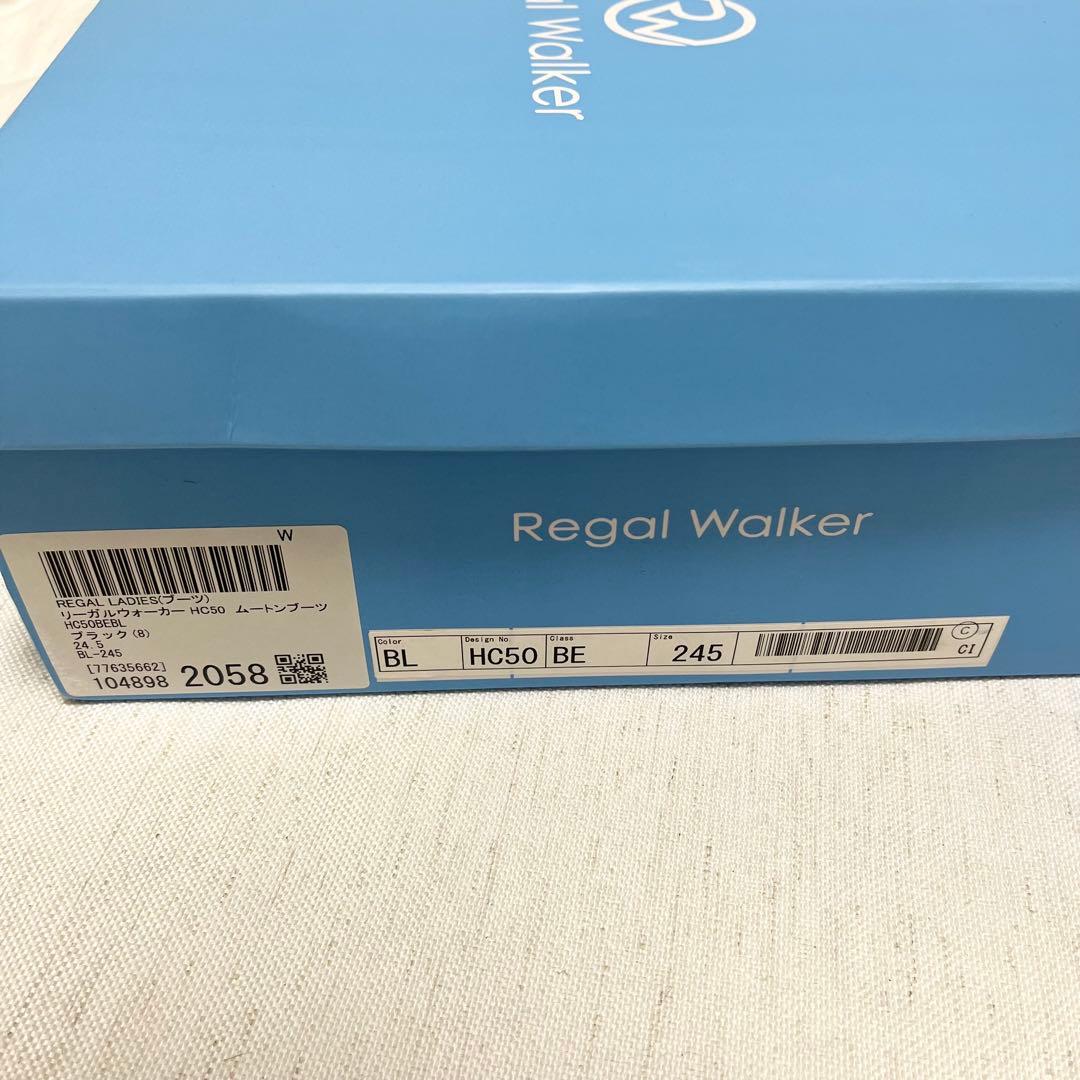 al Walker
RW
Regal Walker
W
REGAL LADIES(ブーツ)
リーガルウォーカー HC50 ムートンブーツ
HC50BEBL
ブラック(B)
24.5
BL-245
[77635662]
104898 2058
Color BL
Design No. HC50
Class BE
Size 245
C
CI